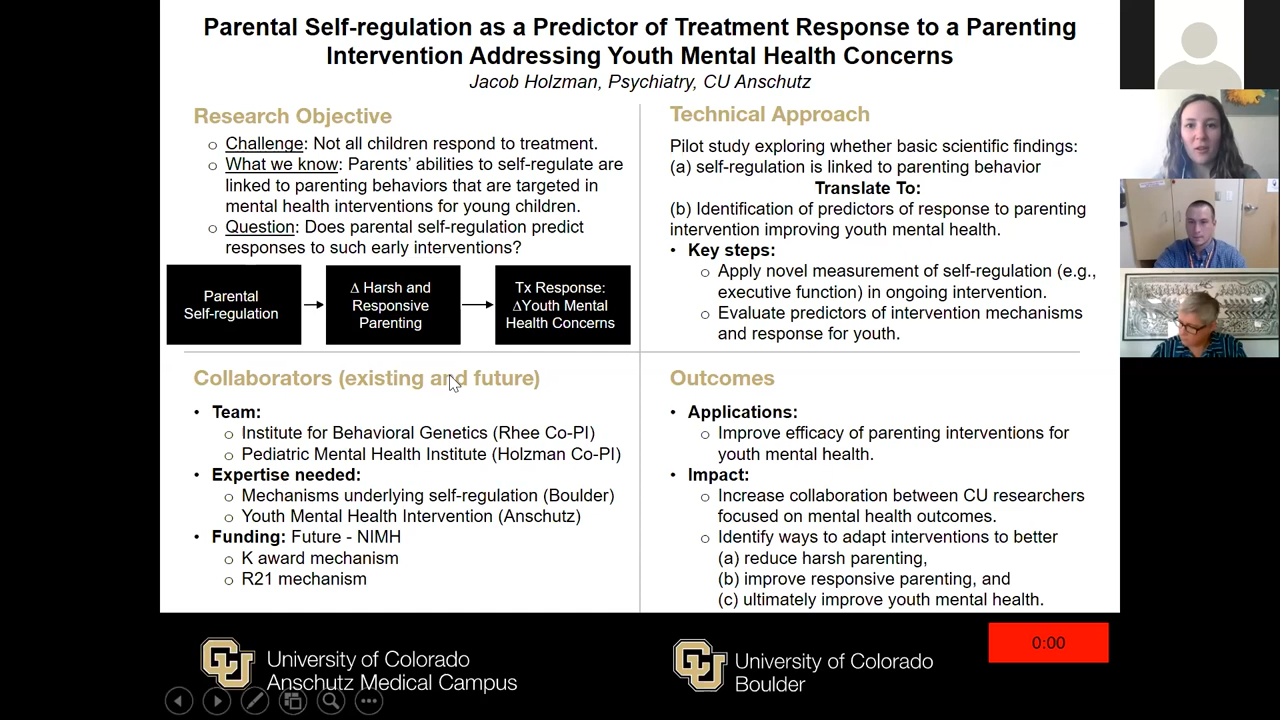 Parental Self-regulation as a Predictor of Treatment Response to a Parenting
Intervention Addressing Youth Mental Health Concerns
Jacob Holzman, Psychiatry, CU Anschutz
Research Objective
Challenge: Not all children respond to treatment.
What we know: Parents' abilities to self-regulate are
linked to parenting behaviors that are targeted in
mental health interventions for young children.
Question: Does parental self-regulation predict
responses to such early interventions?
Parental
Self-regulation
Δ Harsh and
Responsive
Parenting
Tx Response:
ΔYouth Mental
Health Concerns
Technical Approach
Pilot study exploring whether basic scientific findings:
(a) self-regulation is linked to parenting behavior
Translate To:
(b) Identification of predictors of response to parenting
intervention improving youth mental health.
• Key steps:
Apply novel measurement of self-regulation (e.g.,
executive function) in ongoing intervention.
Evaluate predictors of intervention mechanisms
and response for youth.
Collaborators (existing and future)
• Team:
Institute for Behavioral Genetics (Rhee Co-PI)
Pediatric Mental Health Institute (Holzman Co-PI)
• Expertise needed:
Mechanisms underlying self-regulation (Boulder)
Youth Mental Health Intervention (Anschutz)
• Funding: Future - NIMH
K award mechanism
R21 mechanism
Outcomes
• Applications:
Improve efficacy of parenting interventions for
youth mental health.
• Impact:
Increase collaboration between CU researchers
focused on mental health outcomes.
Identify ways to adapt interventions to better
(a) reduce harsh parenting,
(b) improve responsive parenting, and
(c) ultimately improve youth mental health.
CU
University of Colorado
Anschutz Medical Campus
CU
University of Colorado
Boulder
0:00